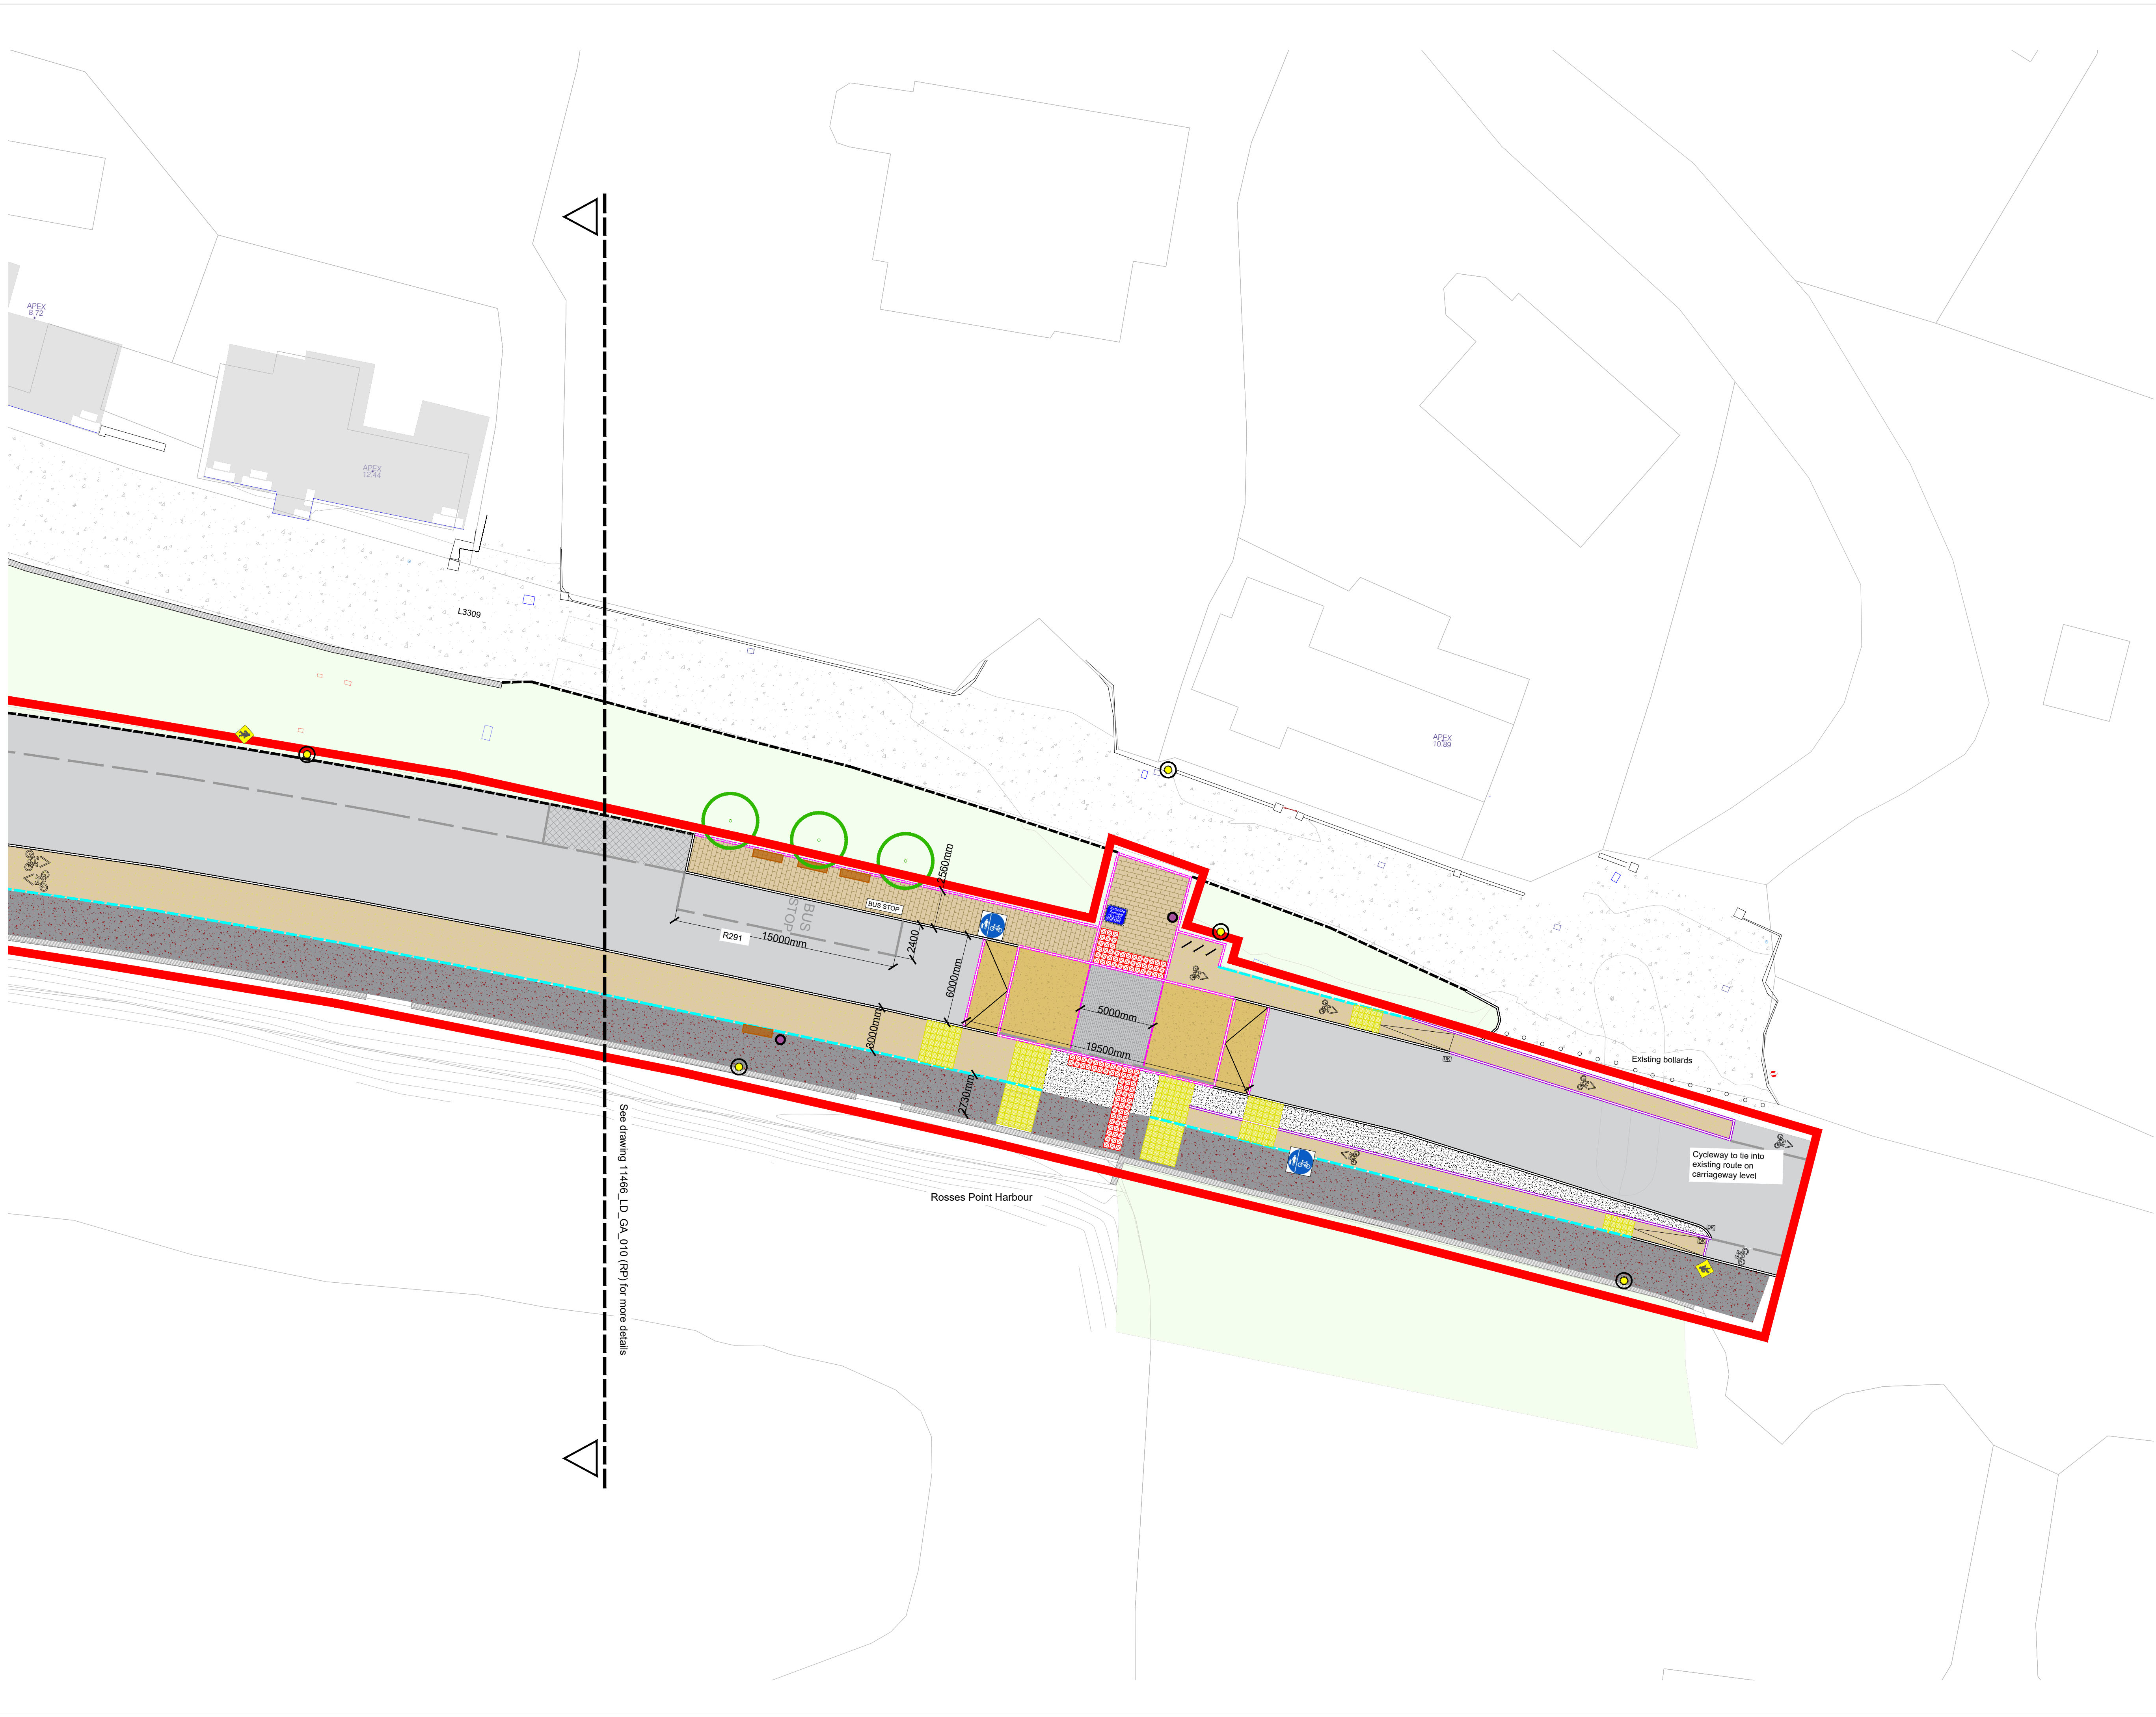 APEX
8.72
APEX
12.44
L3309
APEX
10.89
2560mm
BUS STOP
BUS
STOP
R291
15000mm
2400
6000mm
5000mm
3000mm
19500mm
2730mm
Existing bollards
Cycleway to tie into
existing route on
carriageway level
Rosses Point Harbour
See drawing 11466_LD_GA_010 (RP) for more details